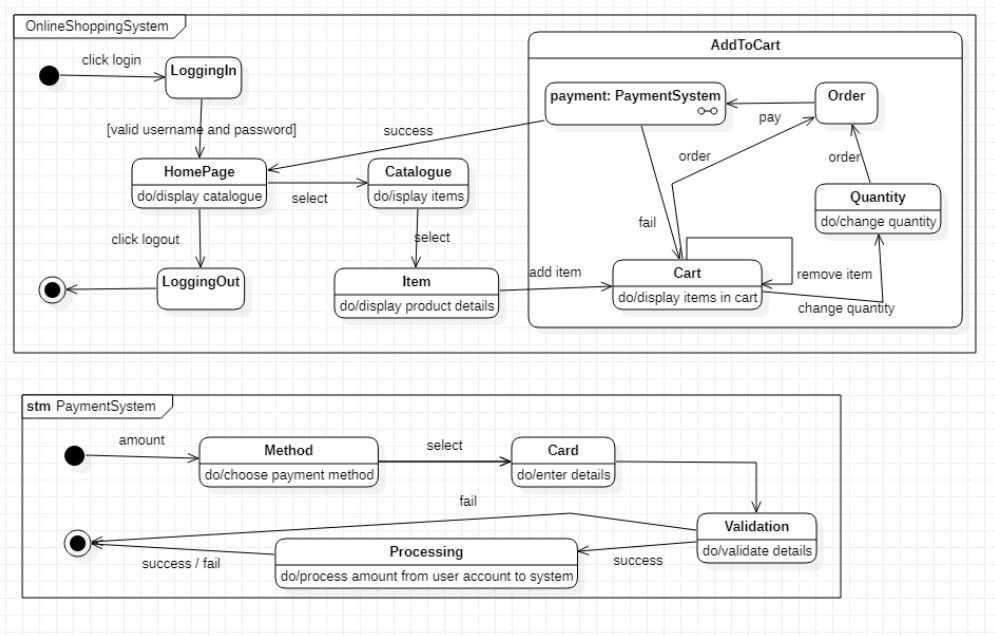 OnlineShoppingSystem
click login
LoggingIn
[valid username and password]
HomePage
do/display catalogue
select
click logout
LoggingOut
Catalogue
do/isplay items
select
Item
do/display product details
add item
success
AddToCart
payment: PaymentSystem
pay
Order
order
order
fail
Quantity
do/change quantity
Cart
do/display items in cart
remove item
change quantity
stm PaymentSystem
amount
Method
do/choose payment method
select
Card
do/enter details
fail
Validation
do/validate details
success
Processing
do/process amount from user account to system
success / fail